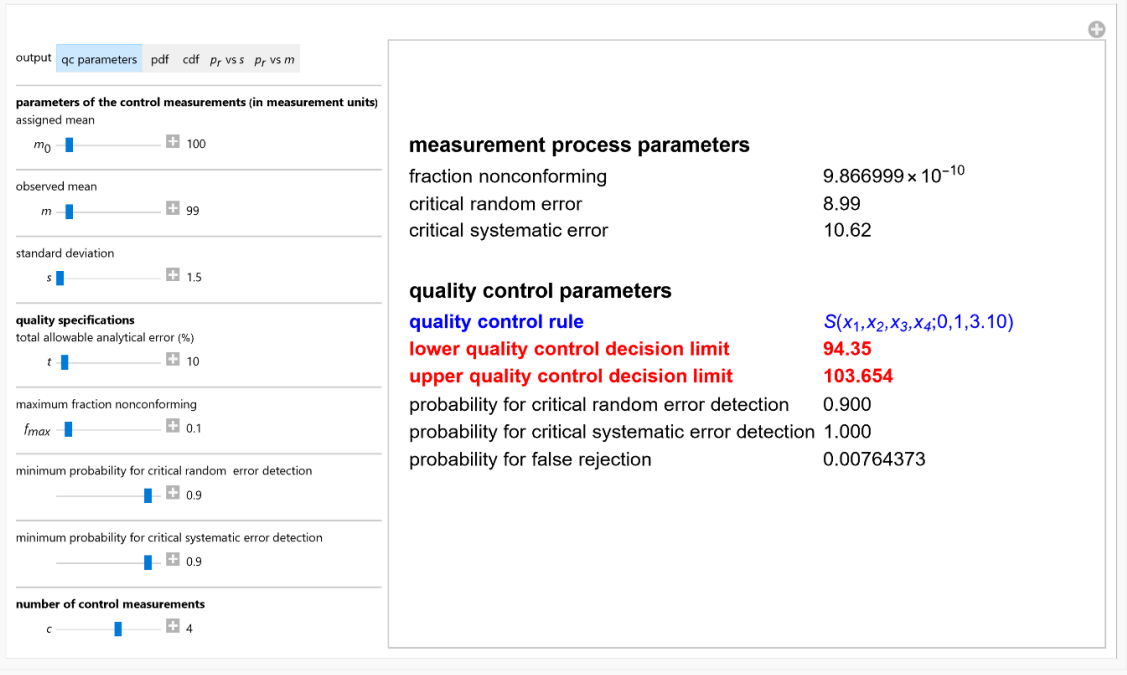 output qc parameters pdf cdf pr vs s pr vs m
parameters of the control measurements (in measurement units)
assigned mean
m0 100
observed mean
m 99
standard deviation
s 1.5
quality specifications
total allowable analytical error (%)
t 10
maximum fraction nonconforming
fmax 0.1
minimum probability for critical random error detection
0.9
minimum probability for critical systematic error detection
0.9
number of control measurements
c 4
measurement process parameters
fraction nonconforming 9.866999 × 10⁻¹⁰
critical random error 8.99
critical systematic error 10.62
quality control parameters
quality control rule S(x₁,x₂,x₃,x₄;0,1,3.10)
lower quality control decision limit 94.35
upper quality control decision limit 103.654
probability for critical random error detection 0.900
probability for critical systematic error detection 1.000
probability for false rejection 0.00764373